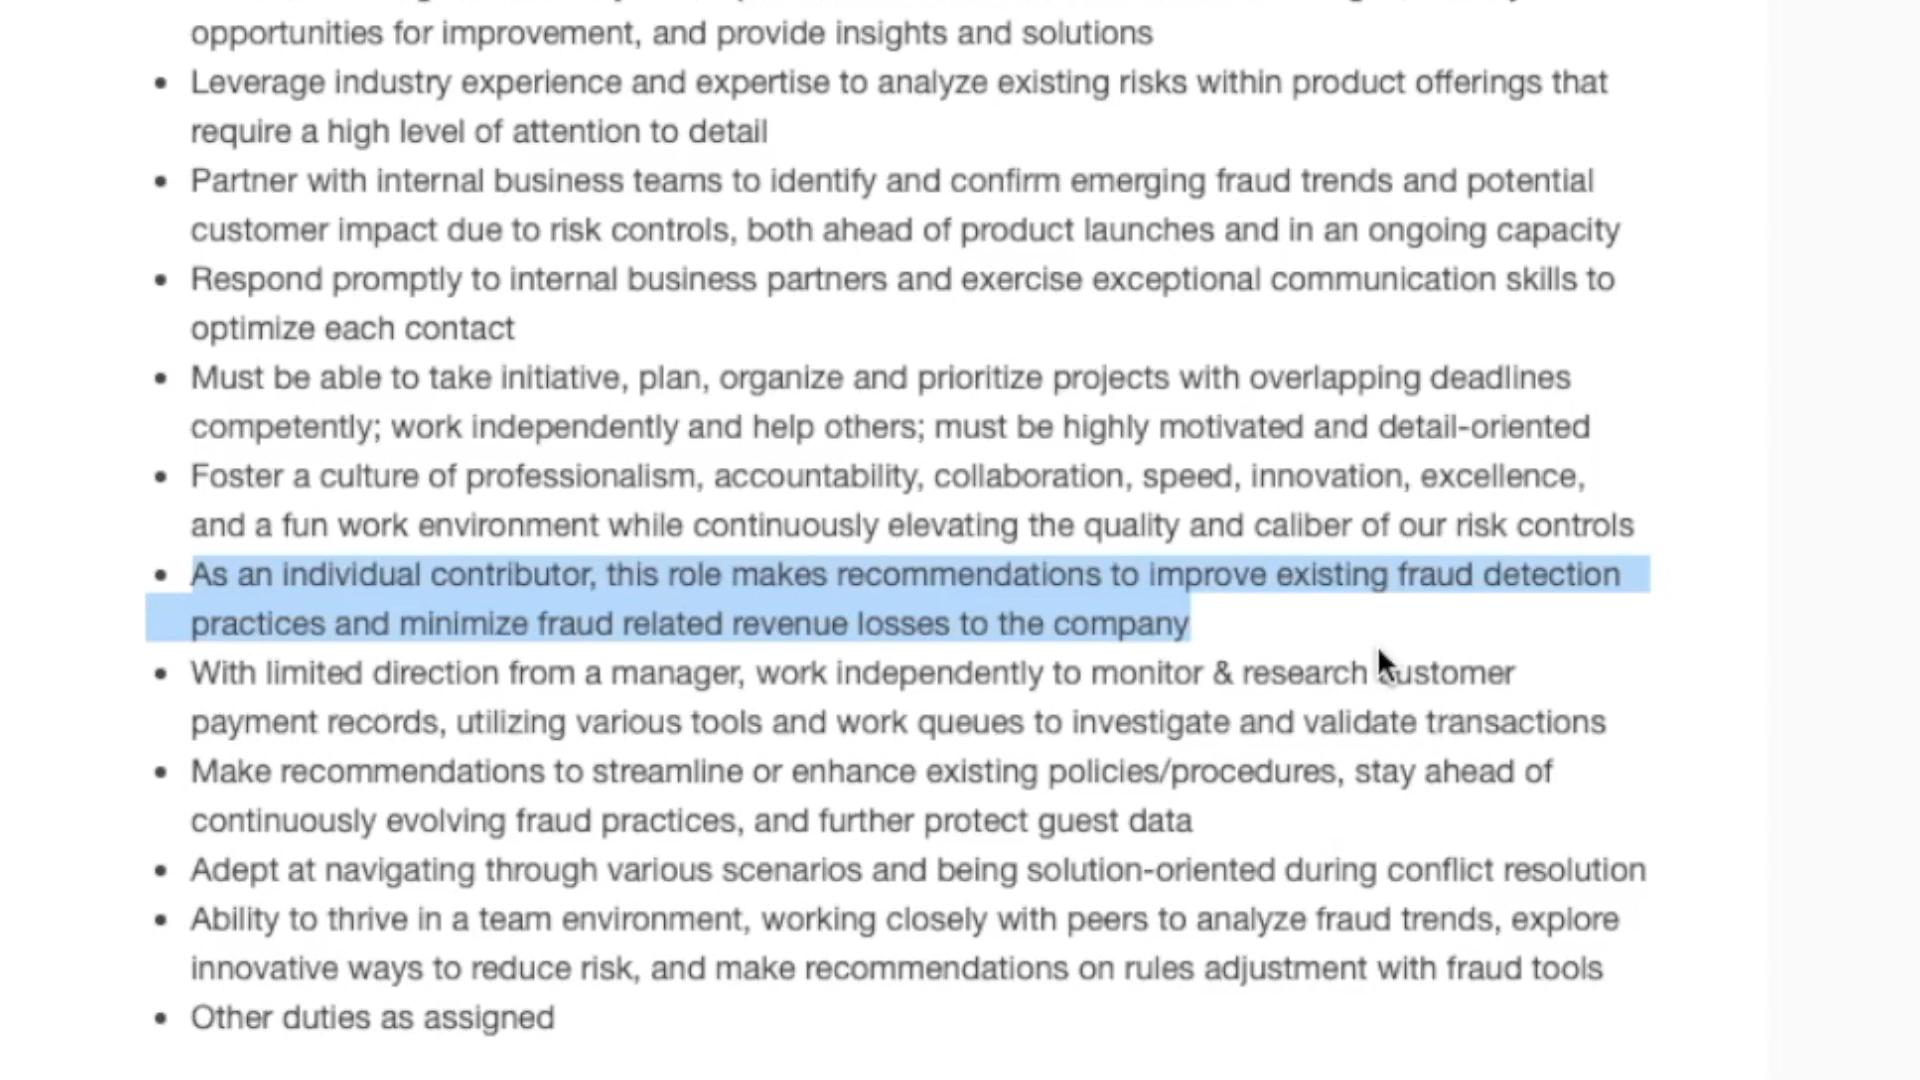 opportunities for improvement, and provide insights and solutions
• Leverage industry experience and expertise to analyze existing risks within product offerings that
require a high level of attention to detail
• Partner with internal business teams to identify and confirm emerging fraud trends and potential
customer impact due to risk controls, both ahead of product launches and in an ongoing capacity
• Respond promptly to internal business partners and exercise exceptional communication skills to
optimize each contact
• Must be able to take initiative, plan, organize and prioritize projects with overlapping deadlines
competently; work independently and help others; must be highly motivated and detail-oriented
• Foster a culture of professionalism, accountability, collaboration, speed, innovation, excellence,
and a fun work environment while continuously elevating the quality and caliber of our risk controls
• As an individual contributor, this role makes recommendations to improve existing fraud detection
practices and minimize fraud related revenue losses to the company
• With limited direction from a manager, work independently to monitor & research customer
payment records, utilizing various tools and work queues to investigate and validate transactions
• Make recommendations to streamline or enhance existing policies/procedures, stay ahead of
continuously evolving fraud practices, and further protect guest data
• Adept at navigating through various scenarios and being solution-oriented during conflict resolution
• Ability to thrive in a team environment, working closely with peers to analyze fraud trends, explore
innovative ways to reduce risk, and make recommendations on rules adjustment with fraud tools
• Other duties as assigned